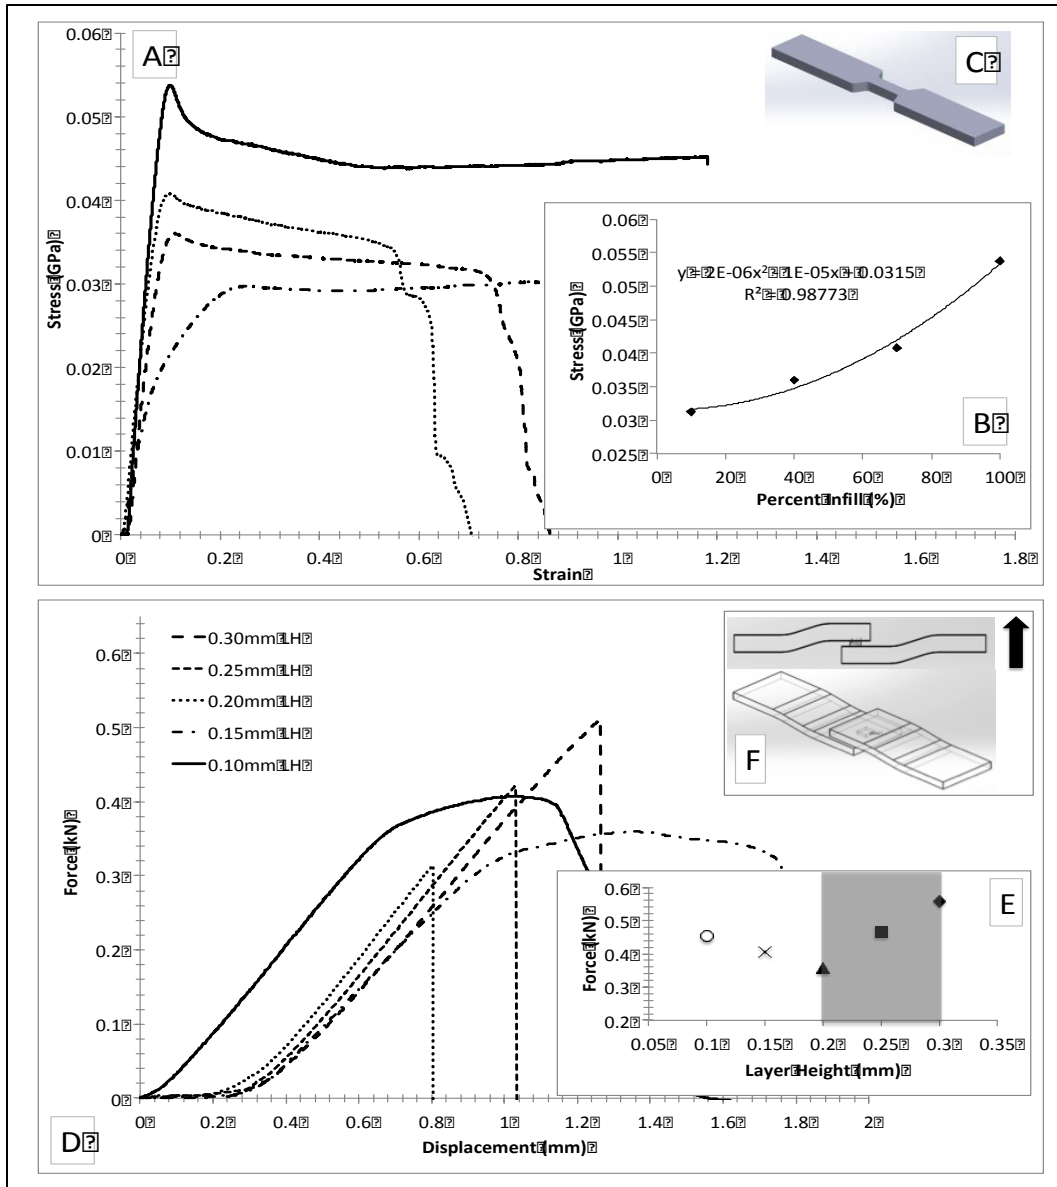 A
C
0.06
0.05
0.04
0.03
0.02
0.01
0
Stress (GPa)
0 0.2 0.4 0.6 0.8 1 1.2 1.4 1.6 1.8
Strain
0.06
0.055
0.05
0.045
0.04
0.035
0.03
0.025
Stress (GPa)
y = 2E-06x² - 1E-05x + 0.0315
R² = 0.98773
B
0 20 40 60 80 100
Percent Infill (%)
0.30mm LH
0.25mm LH
0.20mm LH
0.15mm LH
0.10mm LH
0.6
0.5
0.4
0.3
0.2
0.1
0
Force (kN)
0 0.2 0.4 0.6 0.8 1 1.2 1.4 1.6 1.8 2
Displacement (mm)
D
F
E
0.6
0.5
0.4
0.3
0.2
Force (kN)
0.05 0.1 0.15 0.2 0.25 0.3 0.35
Layer Height (mm)